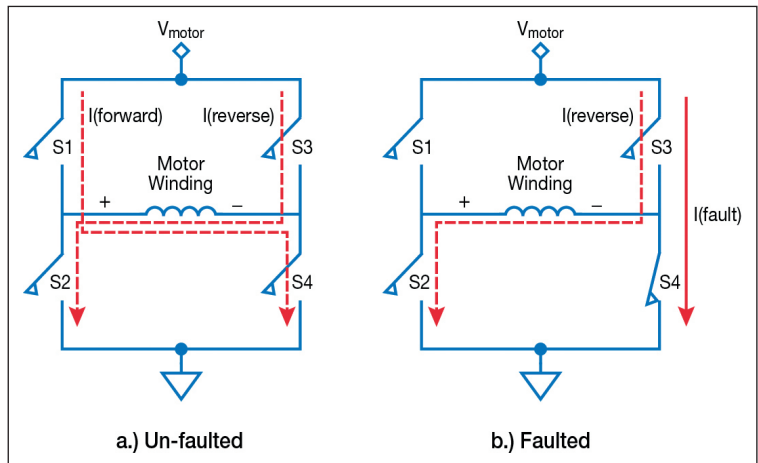 Vmotor
I(forward)
I(reverse)
S1
S3
Motor
Winding
+
–
S2
S4
a.) Un-faulted
Vmotor
I(reverse)
S1
S3
Motor
Winding
+
–
I(fault)
S2
S4
b.) Faulted